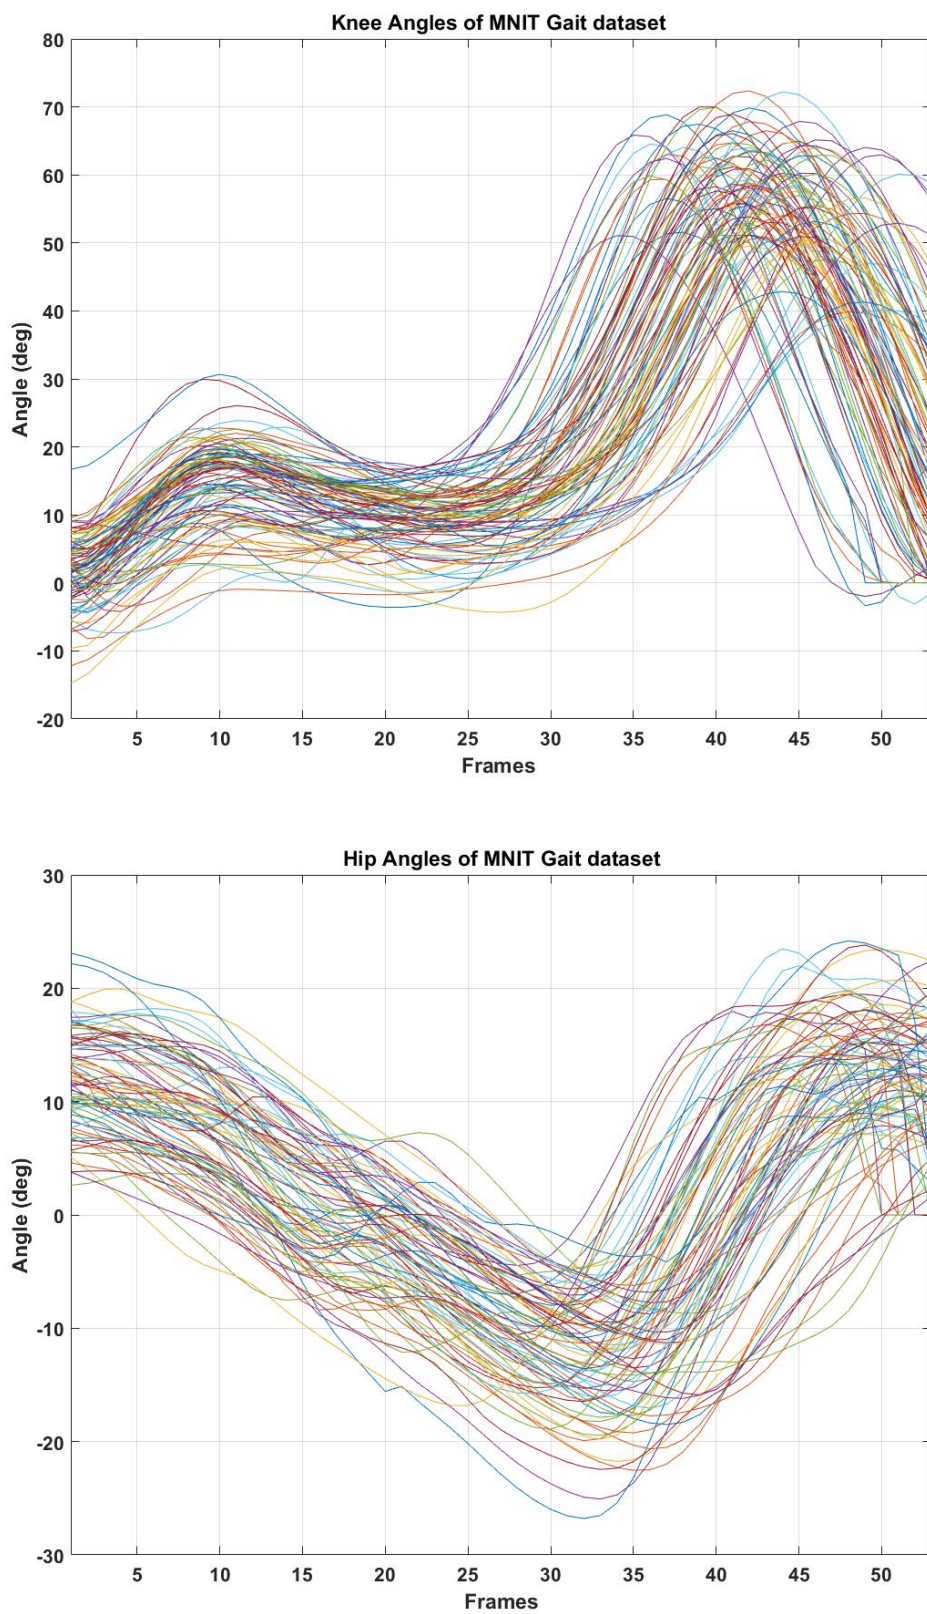 Knee Angles of MNIT Gait dataset
80
70
60
50
40
30
20
10
0
-10
-20
Angle (deg)
5 10 15 20 25 30 35 40 45 50
Frames
Hip Angles of MNIT Gait dataset
30
20
10
0
-10
-20
-30
Angle (deg)
5 10 15 20 25 30 35 40 45 50
Frames